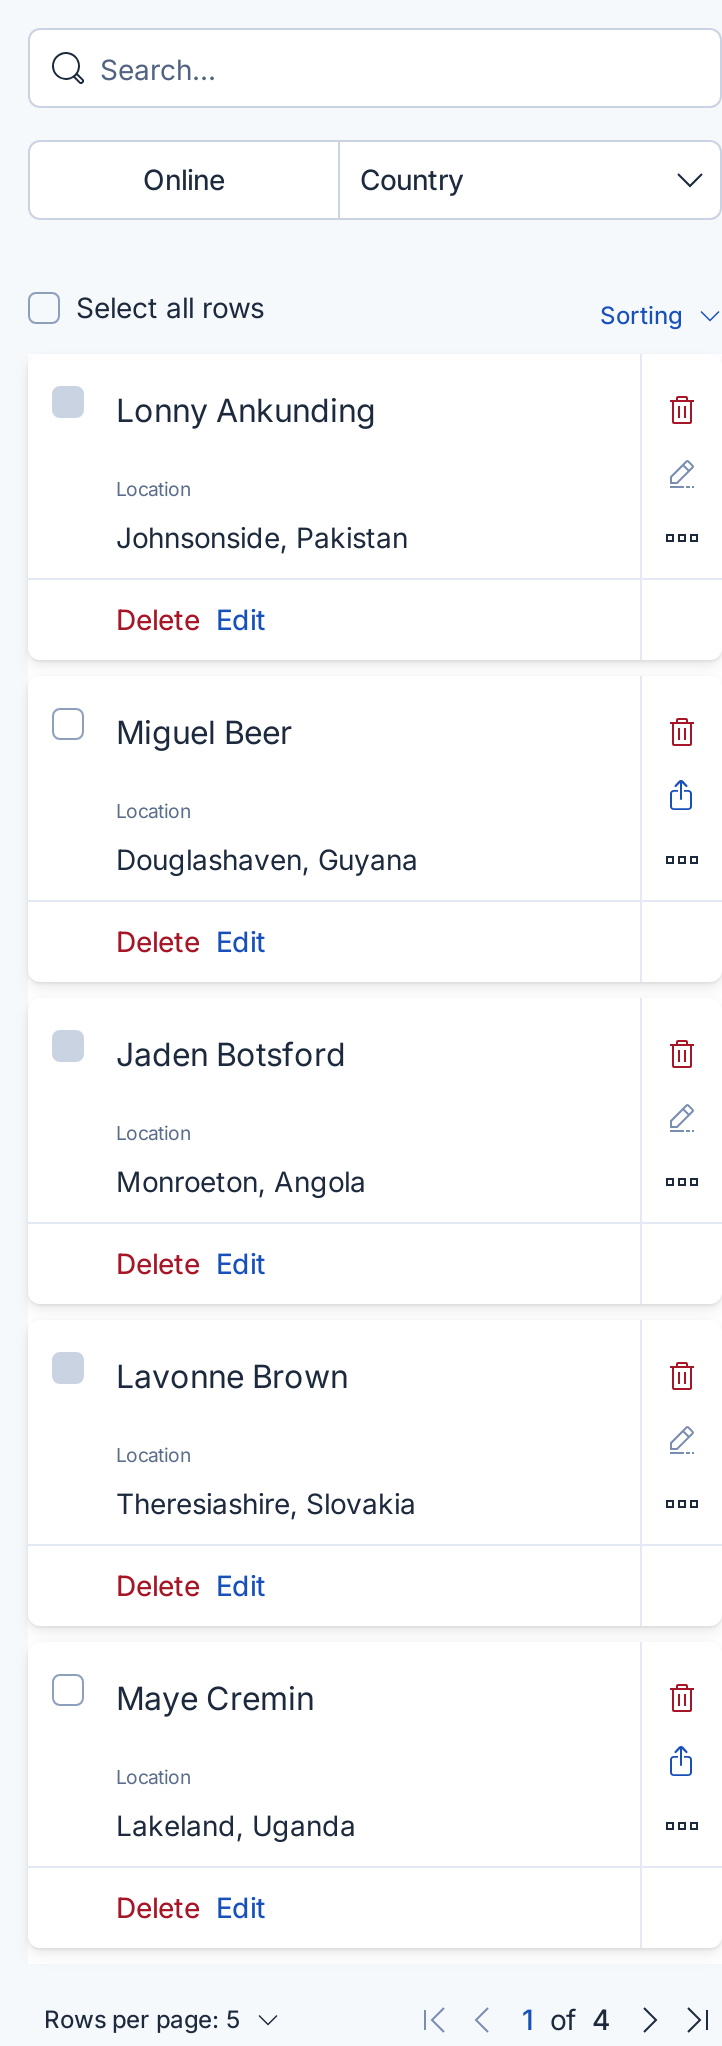 Search...
Online Country
Select all rows Sorting
Lonny Ankunding
Location
Johnsonside, Pakistan
Delete Edit
Miguel Beer
Location
Douglashaven, Guyana
Delete Edit
Jaden Botsford
Location
Monroeton, Angola
Delete Edit
Lavonne Brown
Location
Theresiashire, Slovakia
Delete Edit
Maye Cremin
Location
Lakeland, Uganda
Delete Edit
Rows per page: 5 1 of 4